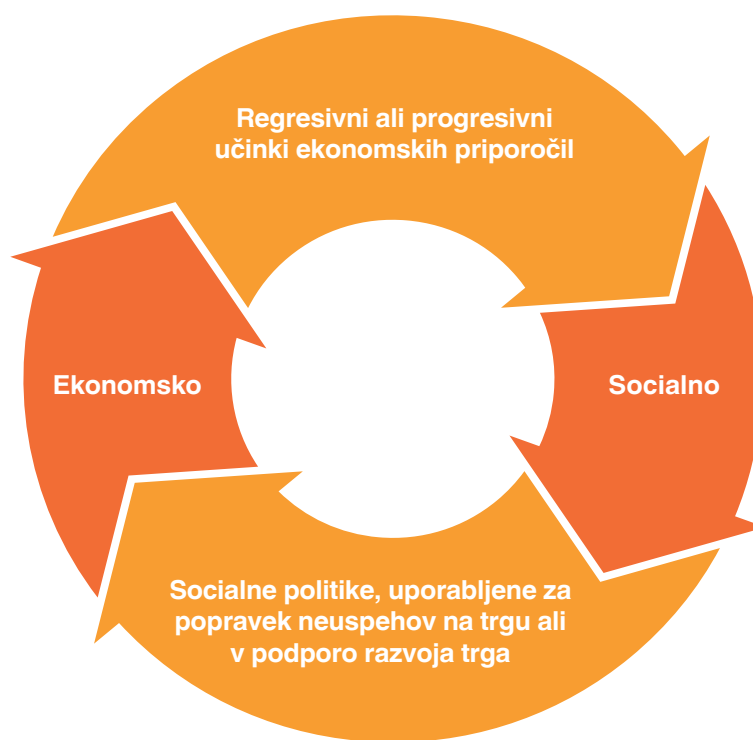 Regresivni ali progresivni
učinki ekonomskih priporočil
Ekonomsko
Socialno
Socialne politike, uporabljene za
popravek neuspehov na trgu ali
v podporo razvoja trga